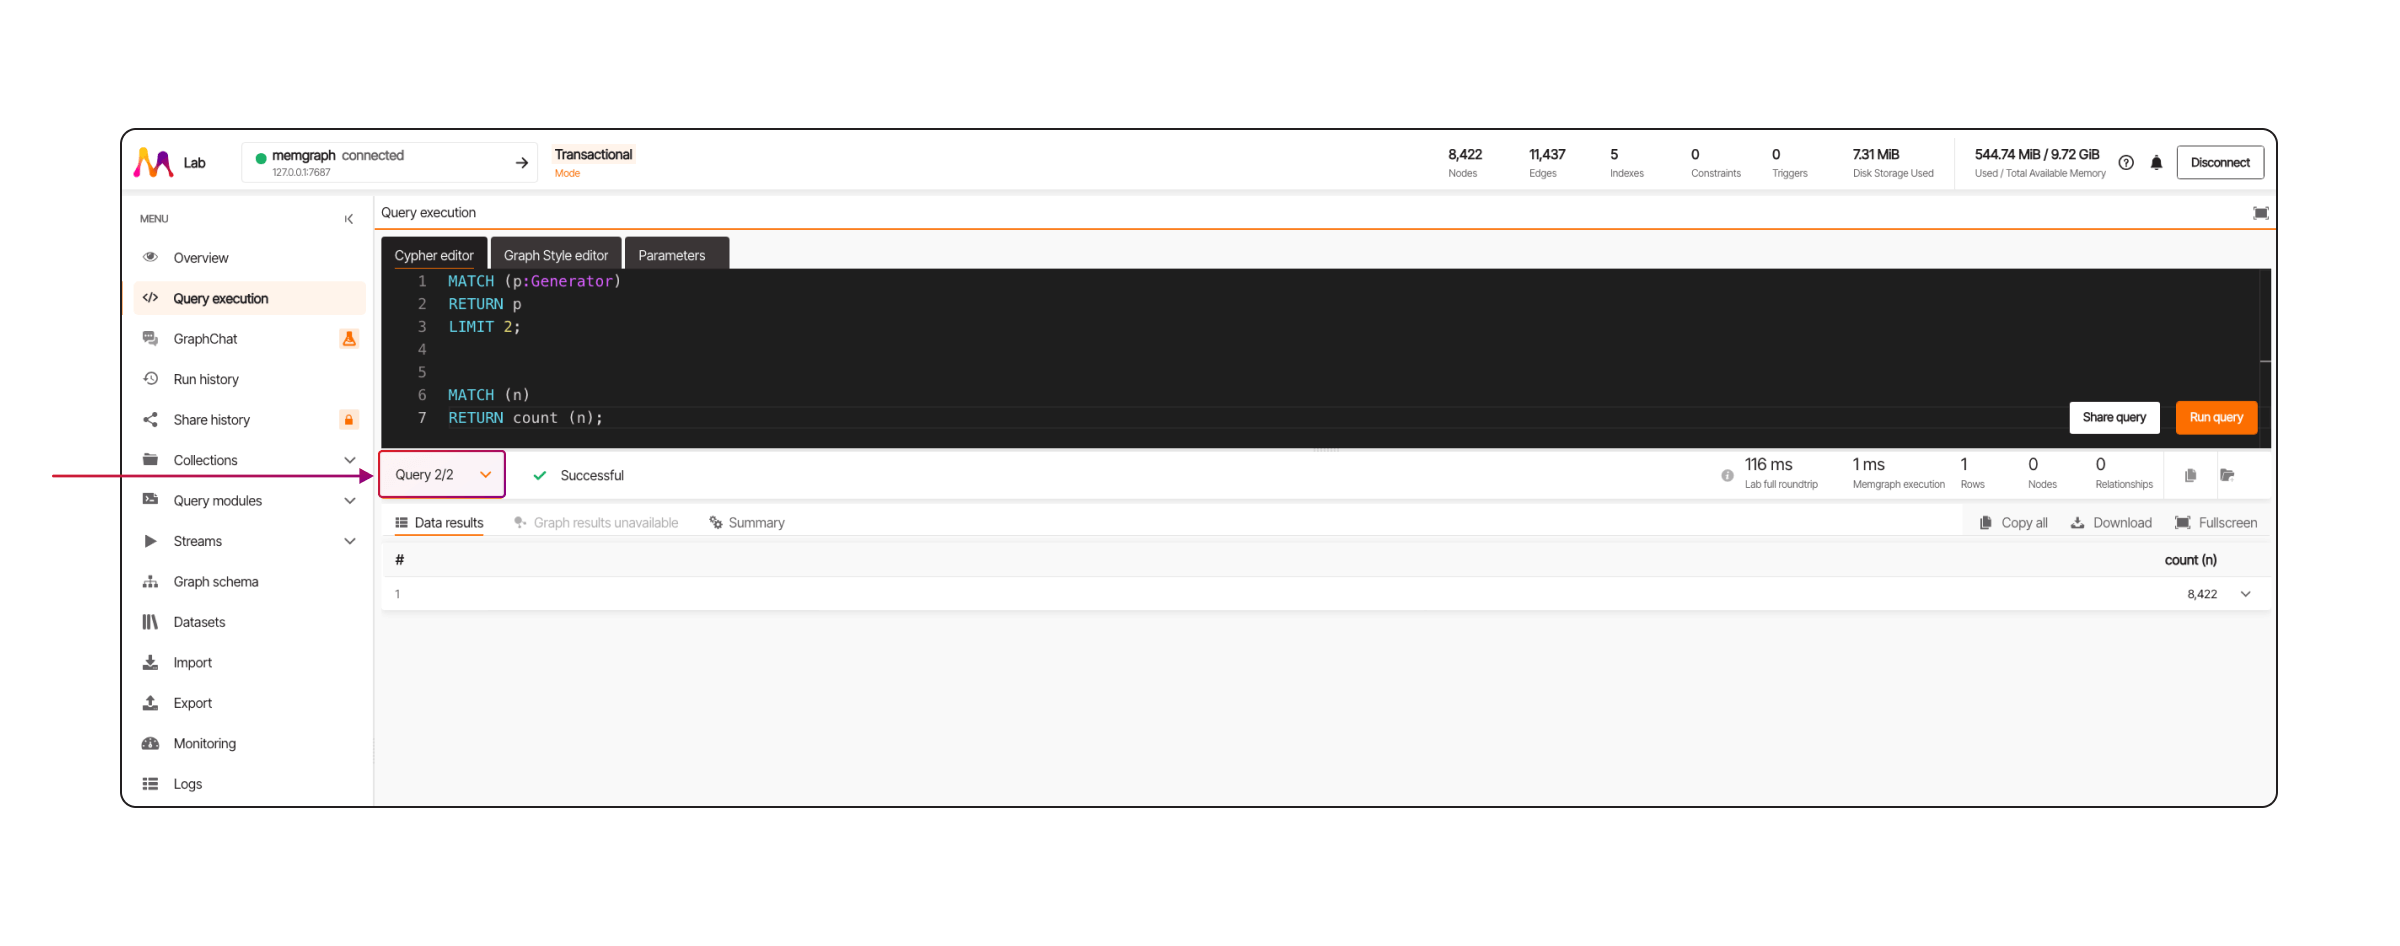 Lab
memgraph connected
127.0.0.1:7687
Transactional
Mode
8,422
Nodes
11,437
Edges
5
Indexes
0
Constraints
0
Triggers
7.31 MiB
Disk Storage Used
544.74 MiB / 9.72 GiB
Used / Total Available Memory
Disconnect
MENU
Overview
Query execution
GraphChat
Run history
Share history
Collections
Query modules
Streams
Graph schema
Datasets
Import
Export
Monitoring
Logs
Query execution
Cypher editor
Graph Style editor
Parameters
1 MATCH (p:Generator)
2 RETURN p
3 LIMIT 2;
4
5
6 MATCH (n)
7 RETURN count (n);
Share query
Run query
Query 2/2
Successful
116 ms
Lab full roundtrip
1 ms
Memgraph execution
1
Rows
0
Nodes
0
Relationships
Data results
Graph results unavailable
Summary
Copy all
Download
Fullscreen
# count (n)
1 8,422